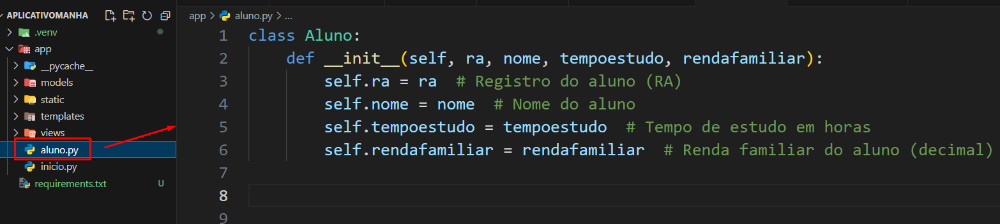 APLICATIVOMANHA
.venv
app
__pycache__
models
static
templates
views
aluno.py
inicio.py
requirements.txt U
app > aluno.py > ...
1 class Aluno:
2 def __init__(self, ra, nome, tempoestudo, rendafamiliar):
3 self.ra = ra # Registro do aluno (RA)
4 self.nome = nome # Nome do aluno
5 self.tempoestudo = tempoestudo # Tempo de estudo em horas
6 self.rendafamiliar = rendafamiliar # Renda familiar do aluno (decimal)
7
8
9